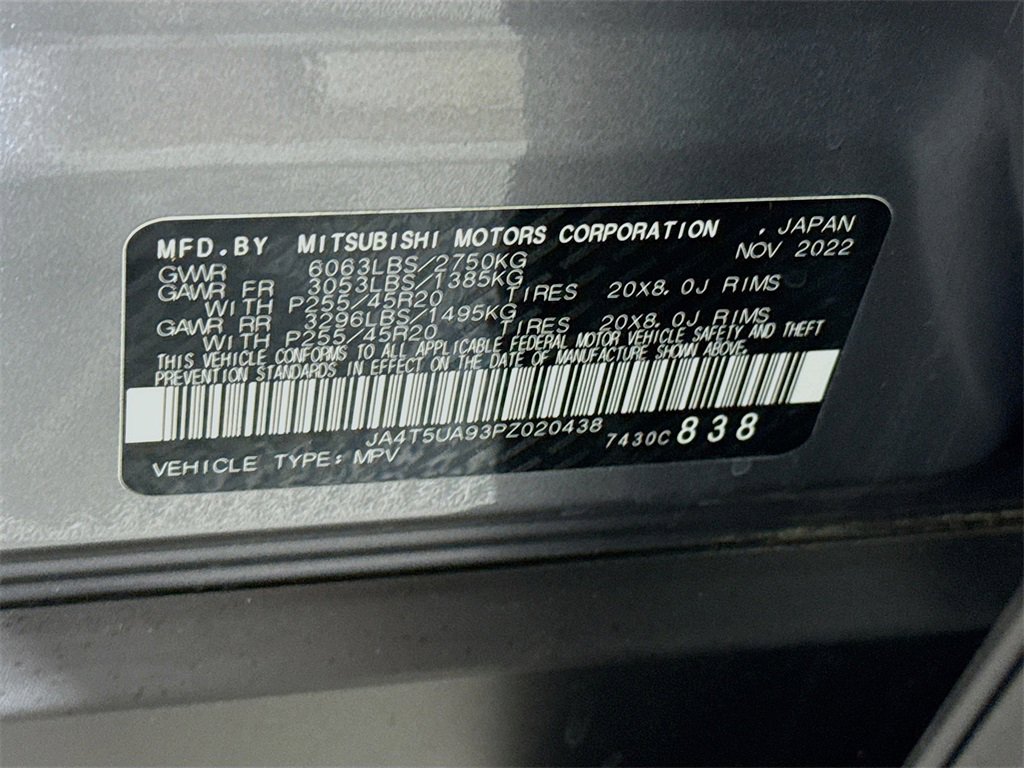 MFD.BY MITSUBISHI MOTORS CORPORATION , JAPAN
NOV 2022
GVWR 6063LBS/2750KG
GAWR FR 3053LBS/1385KG
WITH P255/45R20 TIRES 20X8.0J RIMS
GAWR RR 3296LBS/1495KG
WITH P255/45R20 TIRES 20X8.0J RIMS
THIS VEHICLE CONFORMS TO ALL APPLICABLE FEDERAL MOTOR VEHICLE SAFETY AND THEFT
PREVENTION STANDARDS IN EFFECT ON THE DATE OF MANUFACTURE SHOWN ABOVE.
JA4T5UA93PZ020438 7430C 838
VEHICLE TYPE: MPV